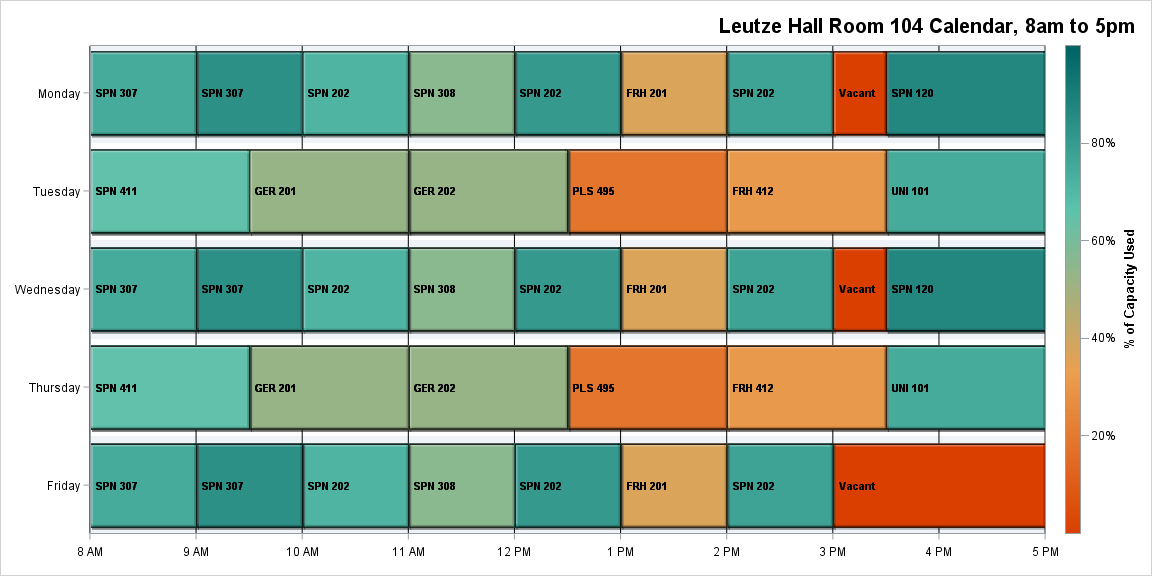 Leutze Hall Room 104 Calendar, 8am to 5pm
Monday SPN 307 SPN 307 SPN 202 SPN 308 SPN 202 FRH 201 SPN 202 Vacant SPN 120
Tuesday SPN 411 GER 201 GER 202 PLS 495 FRH 412 UNI 101
Wednesday SPN 307 SPN 307 SPN 202 SPN 308 SPN 202 FRH 201 SPN 202 Vacant SPN 120
Thursday SPN 411 GER 201 GER 202 PLS 495 FRH 412 UNI 101
Friday SPN 307 SPN 307 SPN 202 SPN 308 SPN 202 FRH 201 SPN 202 Vacant
8 AM 9 AM 10 AM 11 AM 12 PM 1 PM 2 PM 3 PM 4 PM 5 PM
80%
60%
40%
20%
% of Capacity Used